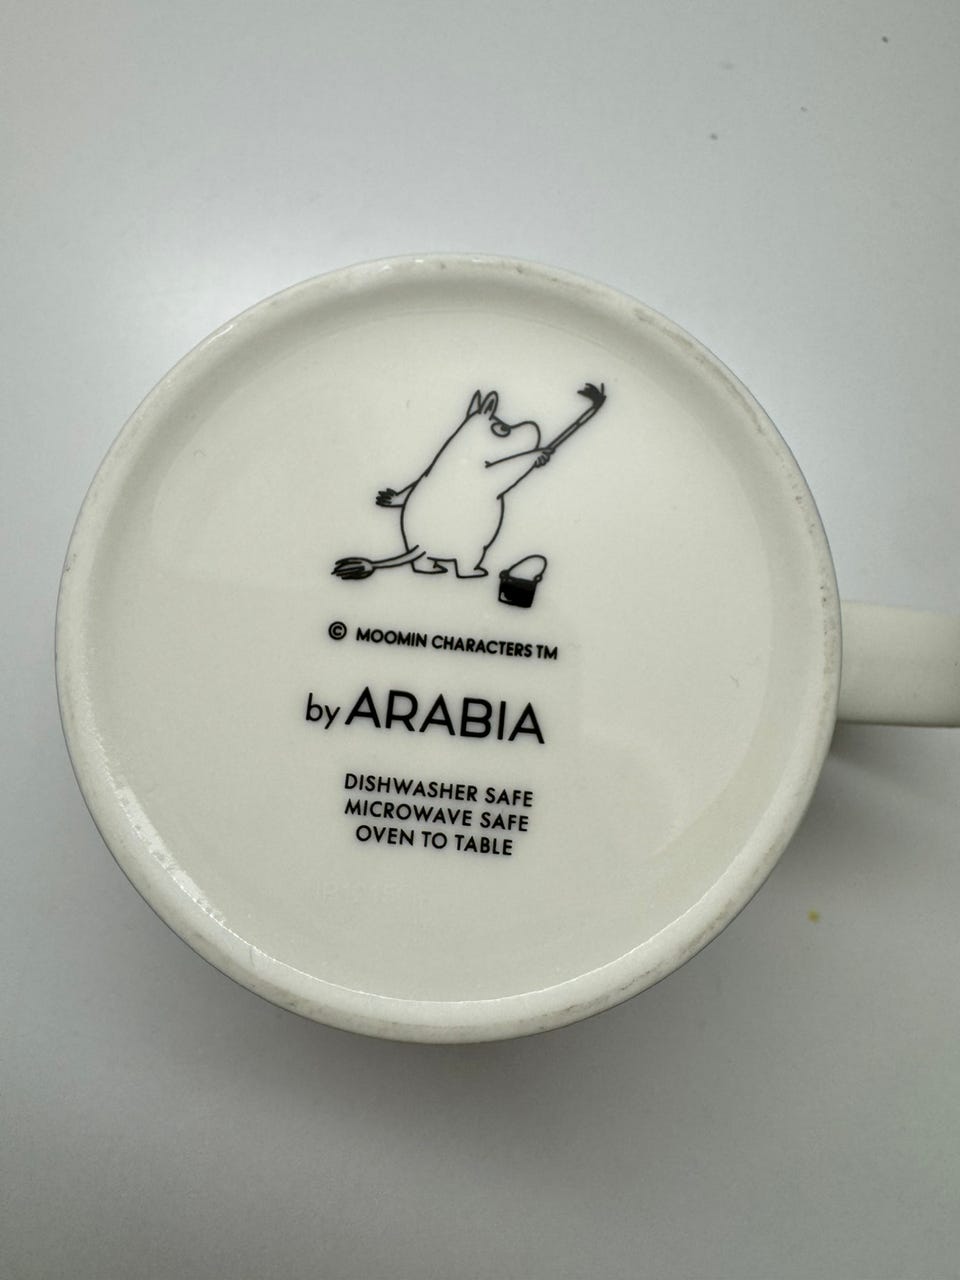 © MOOMIN CHARACTERS TM
by ARABIA
DISHWASHER SAFE
MICROWAVE SAFE
OVEN TO TABLE